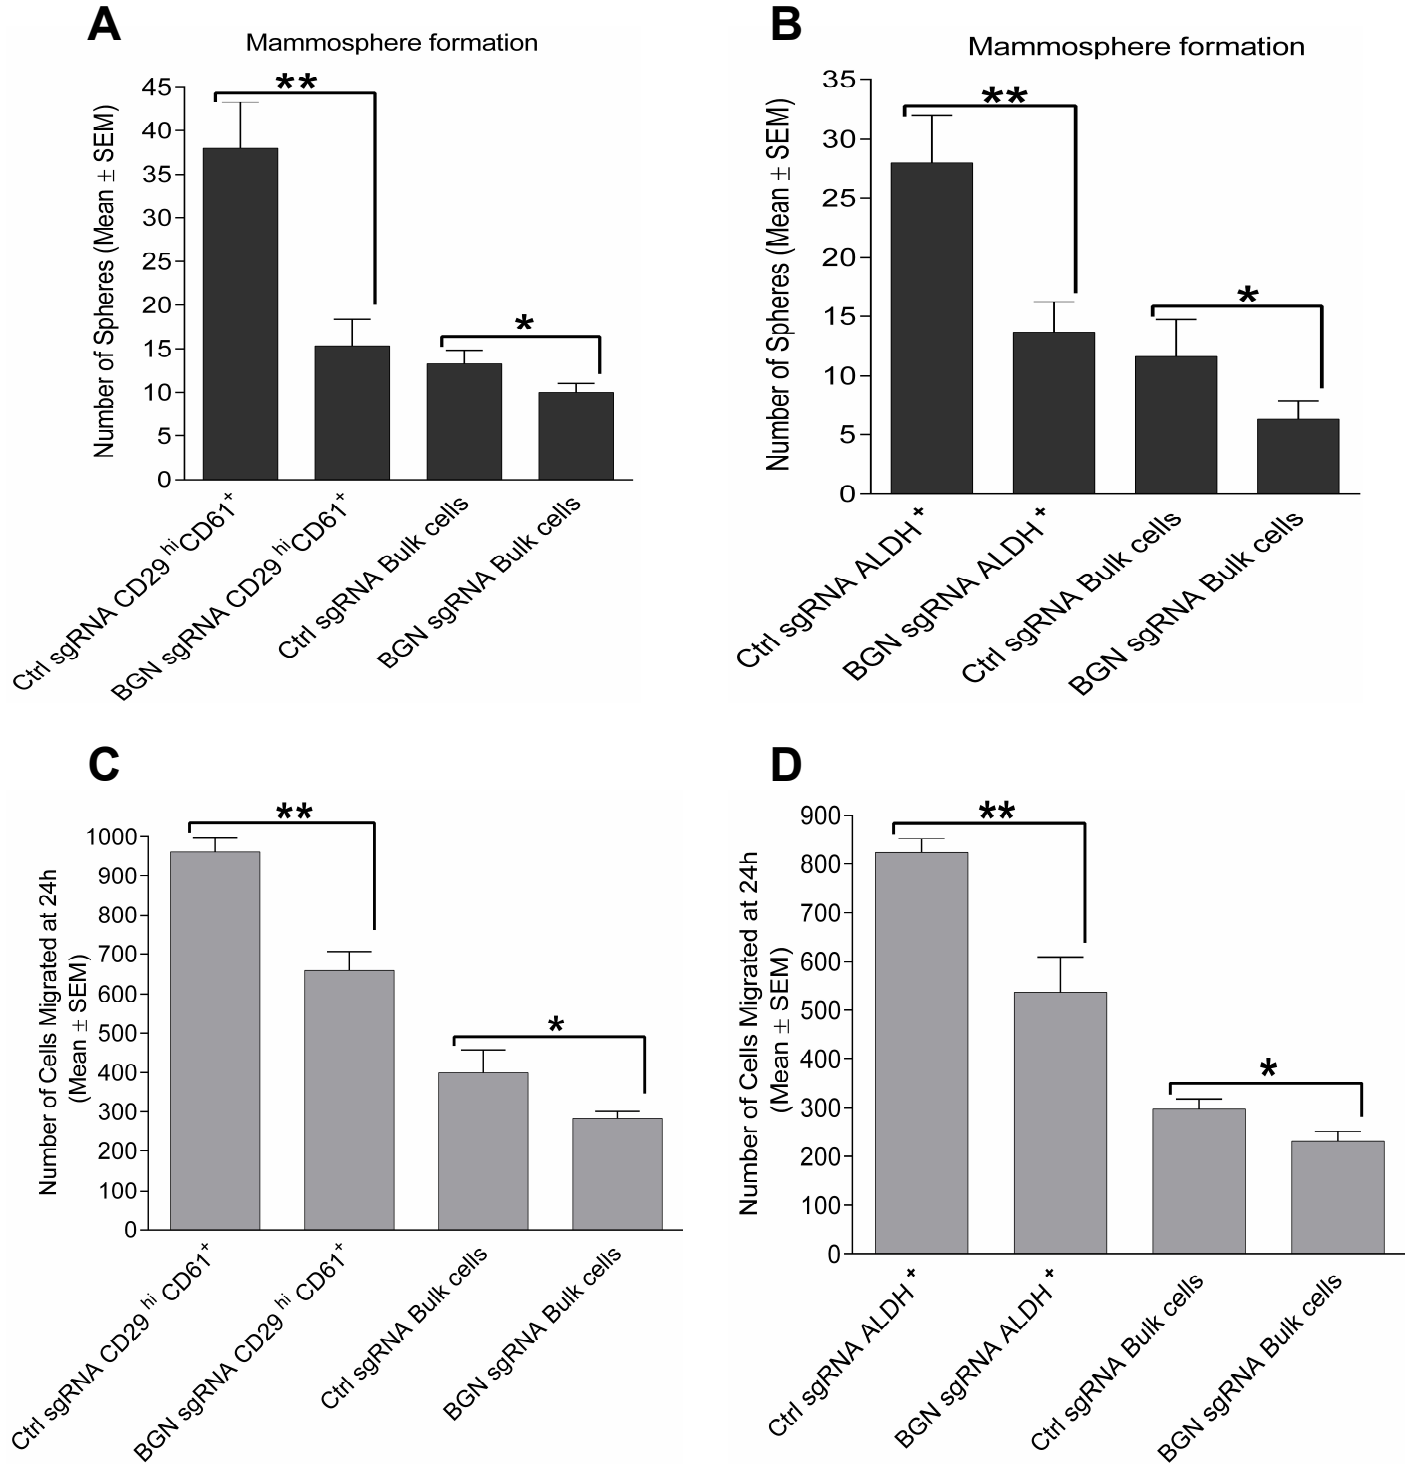 A
Mammosphere formation
Number of Spheres (Mean ± SEM)
45
40
35
30
25
20
15
10
5
0
**
*
Ctrl sgRNA CD29 hi CD61+
BGN sgRNA CD29 hi CD61+
Ctrl sgRNA Bulk cells
BGN sgRNA Bulk cells
B
Mammosphere formation
Number of Spheres (Mean ± SEM)
35
30
25
20
15
10
5
0
**
*
Ctrl sgRNA ALDH+
BGN sgRNA ALDH+
Ctrl sgRNA Bulk cells
BGN sgRNA Bulk cells
C
Number of Cells Migrated at 24h
(Mean ± SEM)
1000
900
800
700
600
500
400
300
200
100
0
**
*
Ctrl sgRNA CD29 hi CD61+
BGN sgRNA CD29 hi CD61+
Ctrl sgRNA Bulk cells
BGN sgRNA Bulk cells
D
Number of Cells Migrated at 24h
(Mean ± SEM)
900
800
700
600
500
400
300
200
100
0
**
*
Ctrl sgRNA ALDH+
BGN sgRNA ALDH+
Ctrl sgRNA Bulk cells
BGN sgRNA Bulk cells